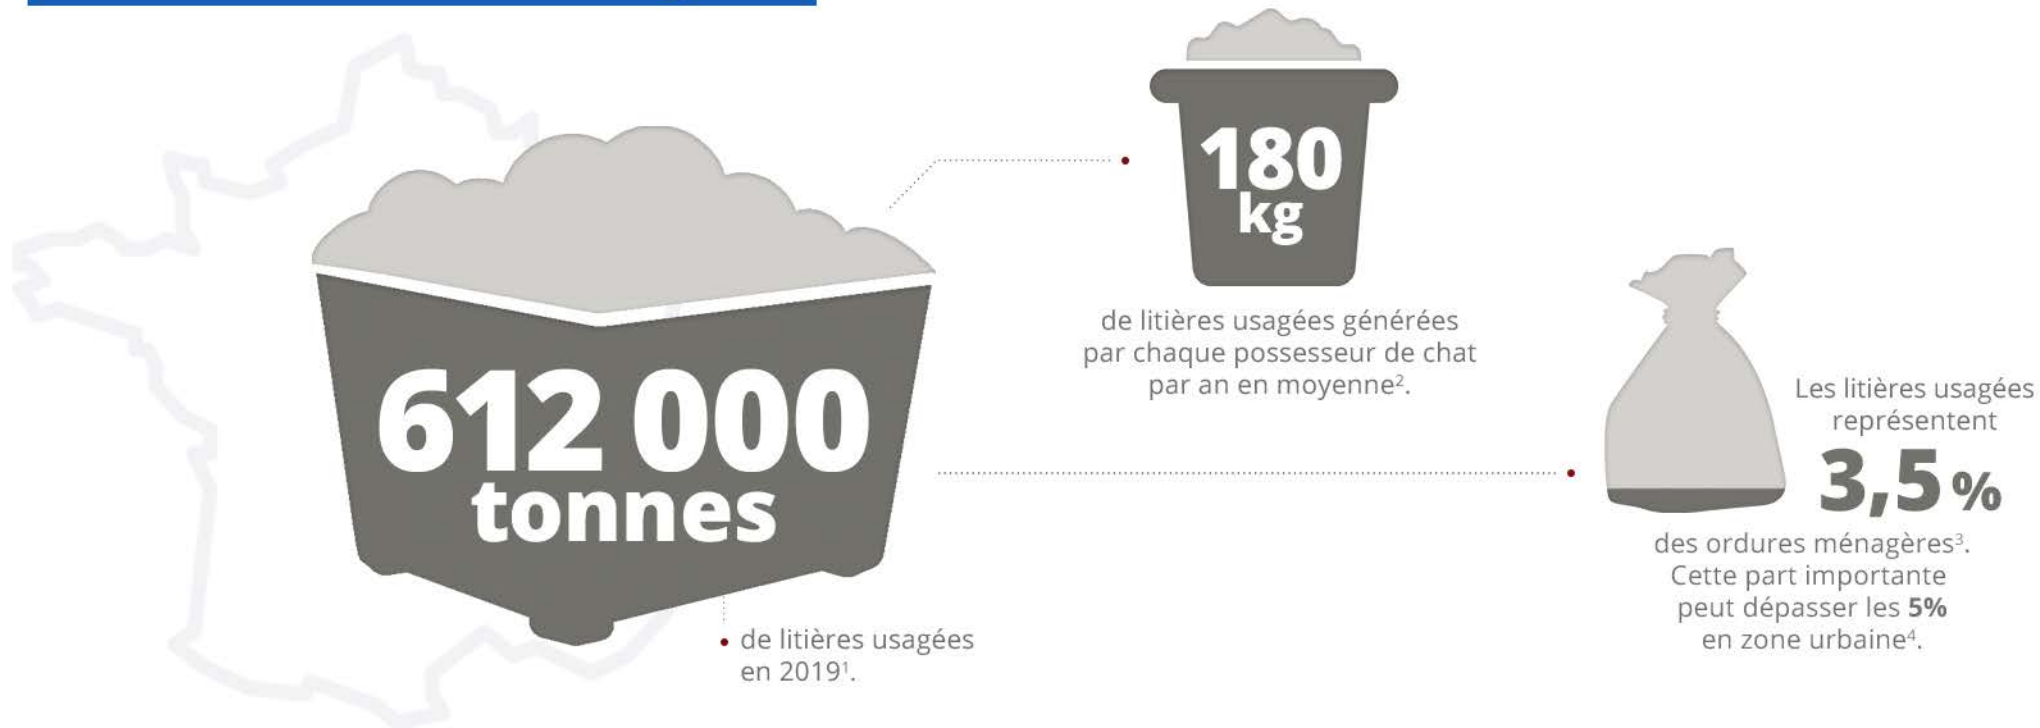 612 000
tonnes
de litières usagées
en 2019¹.
180
kg
de litières usagées générées
par chaque possesseur de chat
par an en moyenne².
Les litières usagées
représentent
3,5 %
des ordures ménagères³.
Cette part importante
peut dépasser les 5%
en zone urbaine⁴.